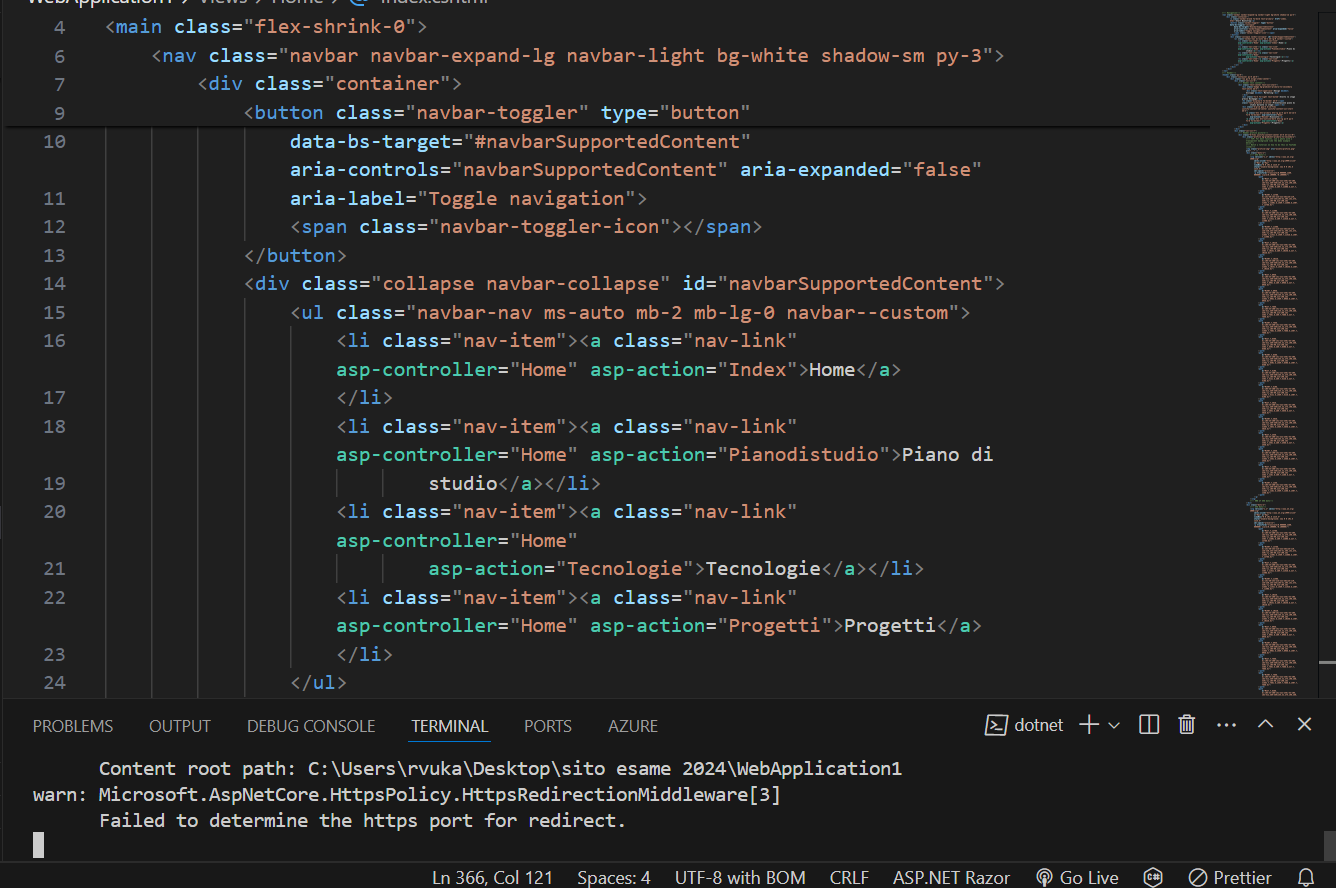 WebApplication1 > Views > Home > Index.cshtml
4 <main class="flex-shrink-0">
6 <nav class="navbar navbar-expand-lg navbar-light bg-white shadow-sm py-3">
7 <div class="container">
9 <button class="navbar-toggler" type="button"
10 data-bs-target="#navbarSupportedContent"
aria-controls="navbarSupportedContent" aria-expanded="false"
11 aria-label="Toggle navigation">
12 <span class="navbar-toggler-icon"></span>
13 </button>
14 <div class="collapse navbar-collapse" id="navbarSupportedContent">
15 <ul class="navbar-nav ms-auto mb-2 mb-lg-0 navbar--custom">
16 <li class="nav-item"><a class="nav-link"
asp-controller="Home" asp-action="Index">Home</a>
17 </li>
18 <li class="nav-item"><a class="nav-link"
asp-controller="Home" asp-action="Pianodistudio">Piano di
19 studio</a></li>
20 <li class="nav-item"><a class="nav-link"
asp-controller="Home"
21 asp-action="Tecnologie">Tecnologie</a></li>
22 <li class="nav-item"><a class="nav-link"
asp-controller="Home" asp-action="Progetti">Progetti</a>
23 </li>
24 </ul>
PROBLEMS OUTPUT DEBUG CONSOLE TERMINAL PORTS AZURE dotnet
Content root path: C:\Users\rvuka\Desktop\sito esame 2024\WebApplication1
warn: Microsoft.AspNetCore.HttpsPolicy.HttpsRedirectionMiddleware[3]
Failed to determine the https port for redirect.
Ln 366, Col 121 Spaces: 4 UTF-8 with BOM CRLF ASP.NET Razor Go Live Prettier